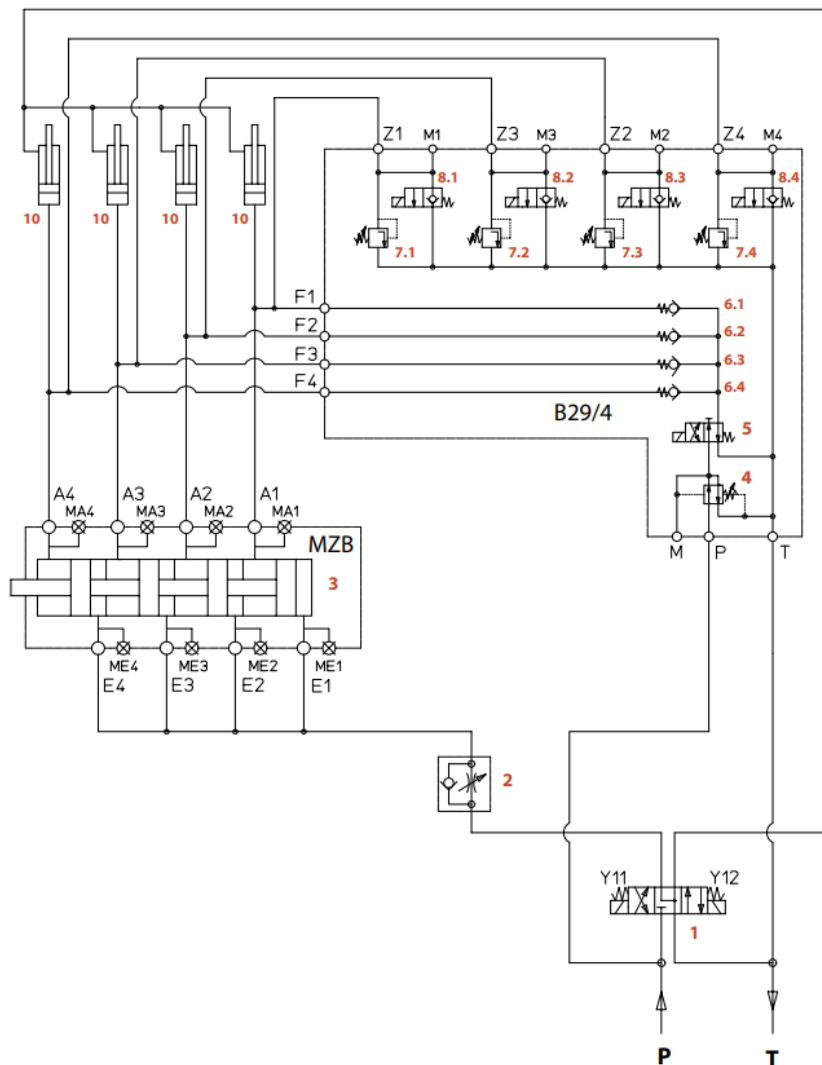 Z1 M1 Z3 M3 Z2 M2 Z4 M4
8.1 8.2 8.3 8.4
10 10 10 10
7.1 7.2 7.3 7.4
F1 6.1
F2 6.2
F3 6.3
F4 6.4
B29/4
5
4
A4 A3 A2 A1
MA4 MA3 MA2 MA1
MZB
M P T
3
ME4 ME3 ME2 ME1
E4 E3 E2 E1
2
Y11 Y12
1
P T